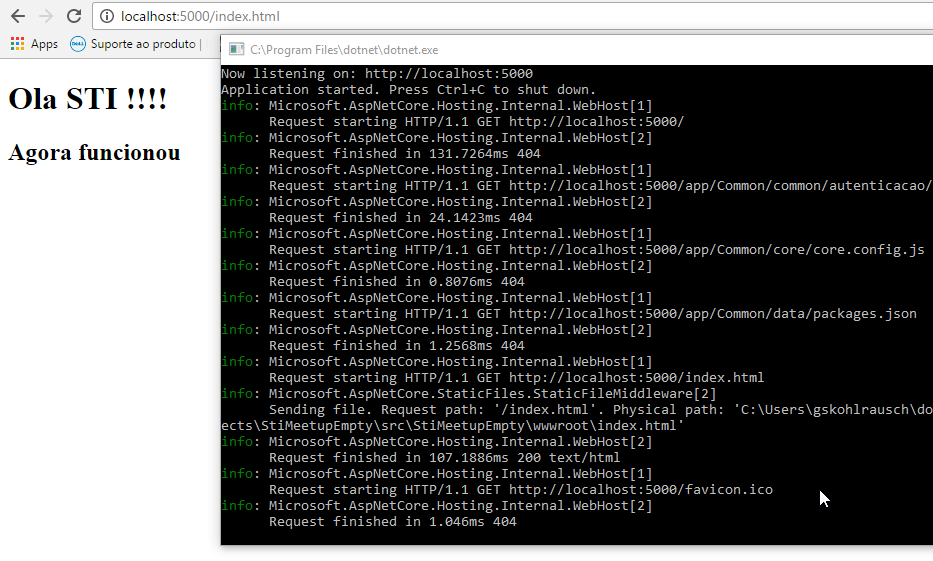 localhost:5000/index.html
Apps DELL Suporte ao produto |
Ola STI !!!!
Agora funcionou
C:\Program Files\dotnet\dotnet.exe
Now listening on: http://localhost:5000
Application started. Press Ctrl+C to shut down.
info: Microsoft.AspNetCore.Hosting.Internal.WebHost[1]
Request starting HTTP/1.1 GET http://localhost:5000/
info: Microsoft.AspNetCore.Hosting.Internal.WebHost[2]
Request finished in 131.7264ms 404
info: Microsoft.AspNetCore.Hosting.Internal.WebHost[1]
Request starting HTTP/1.1 GET http://localhost:5000/app/Common/common/autenticacao/
info: Microsoft.AspNetCore.Hosting.Internal.WebHost[2]
Request finished in 24.1423ms 404
info: Microsoft.AspNetCore.Hosting.Internal.WebHost[1]
Request starting HTTP/1.1 GET http://localhost:5000/app/Common/core/core.config.js
info: Microsoft.AspNetCore.Hosting.Internal.WebHost[2]
Request finished in 0.8076ms 404
info: Microsoft.AspNetCore.Hosting.Internal.WebHost[1]
Request starting HTTP/1.1 GET http://localhost:5000/app/Common/data/packages.json
info: Microsoft.AspNetCore.Hosting.Internal.WebHost[2]
Request finished in 1.2568ms 404
info: Microsoft.AspNetCore.Hosting.Internal.WebHost[1]
Request starting HTTP/1.1 GET http://localhost:5000/index.html
info: Microsoft.AspNetCore.StaticFiles.StaticFileMiddleware[2]
Sending file. Request path: '/index.html'. Physical path: 'C:\Users\gskohlrausch\do
ects\StiMeetupEmpty\src\StiMeetupEmpty\wwwroot\index.html'
info: Microsoft.AspNetCore.Hosting.Internal.WebHost[2]
Request finished in 107.1886ms 200 text/html
info: Microsoft.AspNetCore.Hosting.Internal.WebHost[1]
Request starting HTTP/1.1 GET http://localhost:5000/favicon.ico
info: Microsoft.AspNetCore.Hosting.Internal.WebHost[2]
Request finished in 1.046ms 404